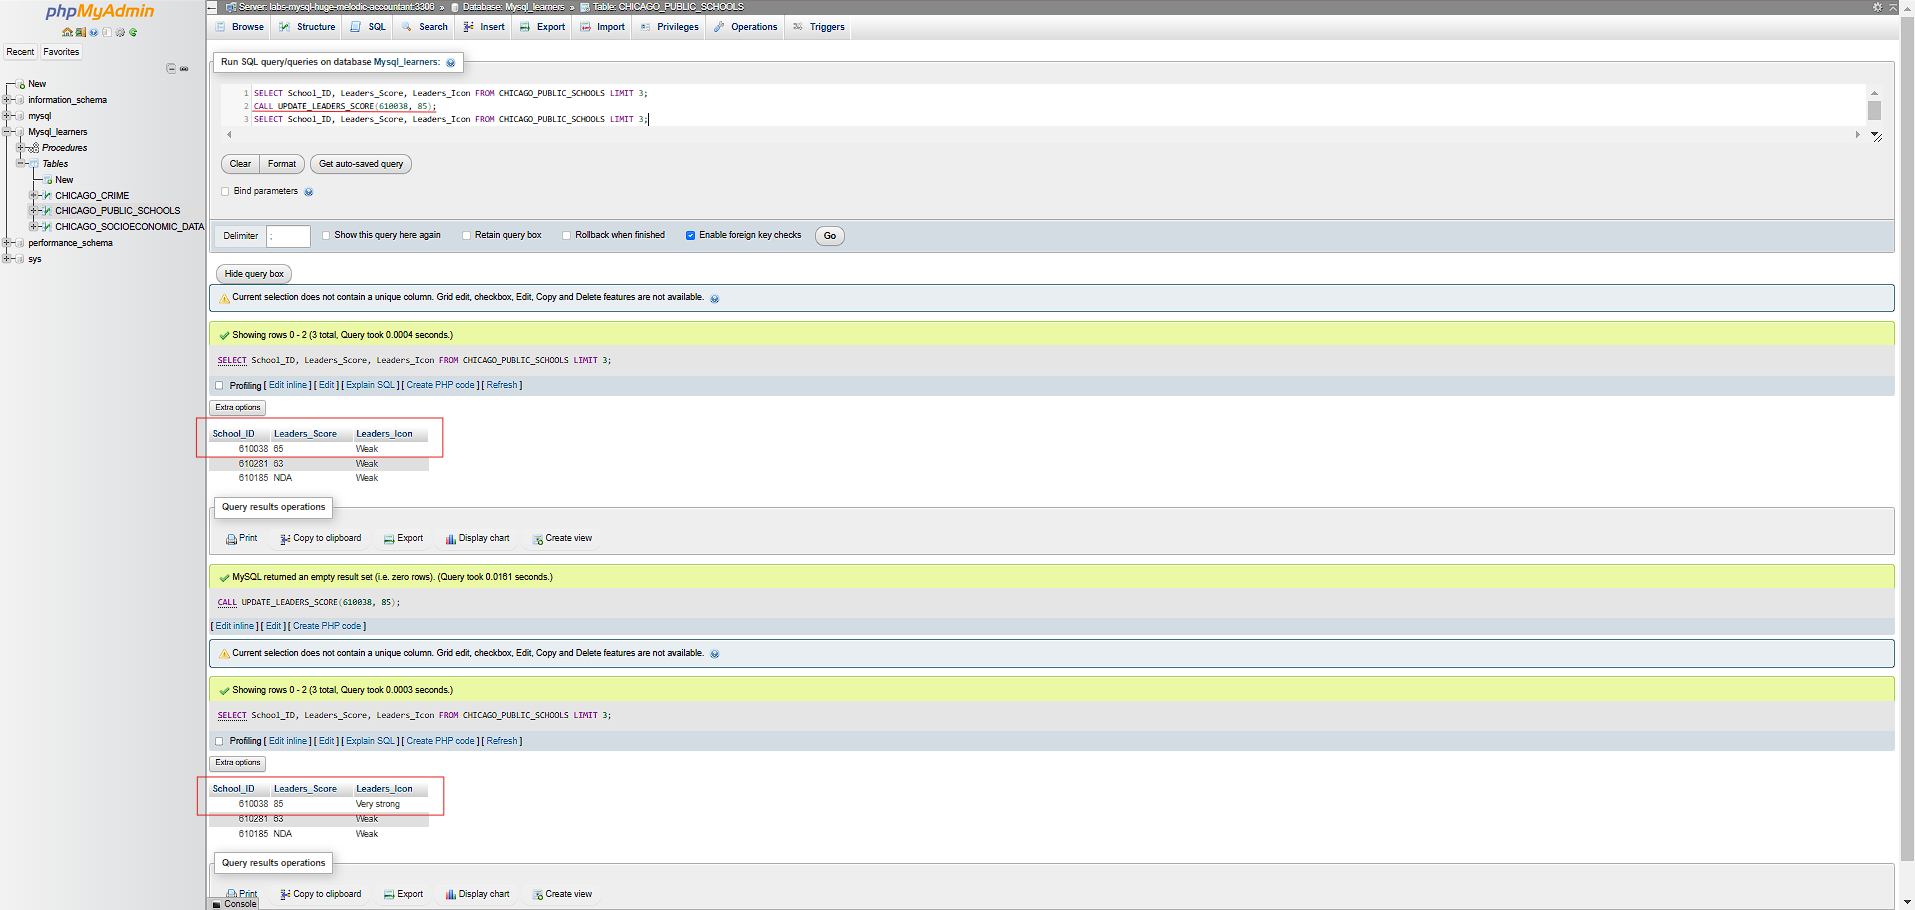 phpMyAdmin
Recent Favorites
New
information_schema
mysql
Mysql_learners
Procedures
Tables
New
CHICAGO_CRIME
CHICAGO_PUBLIC_SCHOOLS
CHICAGO_SOCIOECONOMIC_DATA
performance_schema
sys
Server: labs-mysql-huge-melodic-accountant:3306 » Database: Mysql_learners » Table: CHICAGO_PUBLIC_SCHOOLS
Browse Structure SQL Search Insert Export Import Privileges Operations Triggers
Run SQL query/queries on database Mysql_learners:
1 SELECT School_ID, Leaders_Score, Leaders_Icon FROM CHICAGO_PUBLIC_SCHOOLS LIMIT 3;
2 CALL UPDATE_LEADERS_SCORE(610038, 85);
3 SELECT School_ID, Leaders_Score, Leaders_Icon FROM CHICAGO_PUBLIC_SCHOOLS LIMIT 3;
Clear Format Get auto-saved query
Bind parameters
Delimiter ; Show this query here again Retain query box Rollback when finished Enable foreign key checks Go
Hide query box
Current selection does not contain a unique column. Grid edit, checkbox, Edit, Copy and Delete features are not available.
Showing rows 0 - 2 (3 total, Query took 0.0004 seconds.)
SELECT School_ID, Leaders_Score, Leaders_Icon FROM CHICAGO_PUBLIC_SCHOOLS LIMIT 3;
Profiling [ Edit inline ] [ Edit ] [ Explain SQL ] [ Create PHP code ] [ Refresh ]
Extra options
School_ID Leaders_Score Leaders_Icon
610038 65 Weak
610281 63 Weak
610185 NDA Weak
Query results operations
Print Copy to clipboard Export Display chart Create view
MySQL returned an empty result set (i.e. zero rows). (Query took 0.0161 seconds.)
CALL UPDATE_LEADERS_SCORE(610038, 85);
[ Edit inline ] [ Edit ] [ Create PHP code ]
Current selection does not contain a unique column. Grid edit, checkbox, Edit, Copy and Delete features are not available.
Showing rows 0 - 2 (3 total, Query took 0.0003 seconds.)
SELECT School_ID, Leaders_Score, Leaders_Icon FROM CHICAGO_PUBLIC_SCHOOLS LIMIT 3;
Profiling [ Edit inline ] [ Edit ] [ Explain SQL ] [ Create PHP code ] [ Refresh ]
Extra options
School_ID Leaders_Score Leaders_Icon
610038 85 Very strong
610281 63 Weak
610185 NDA Weak
Query results operations
Print Copy to clipboard Export Display chart Create view
Console